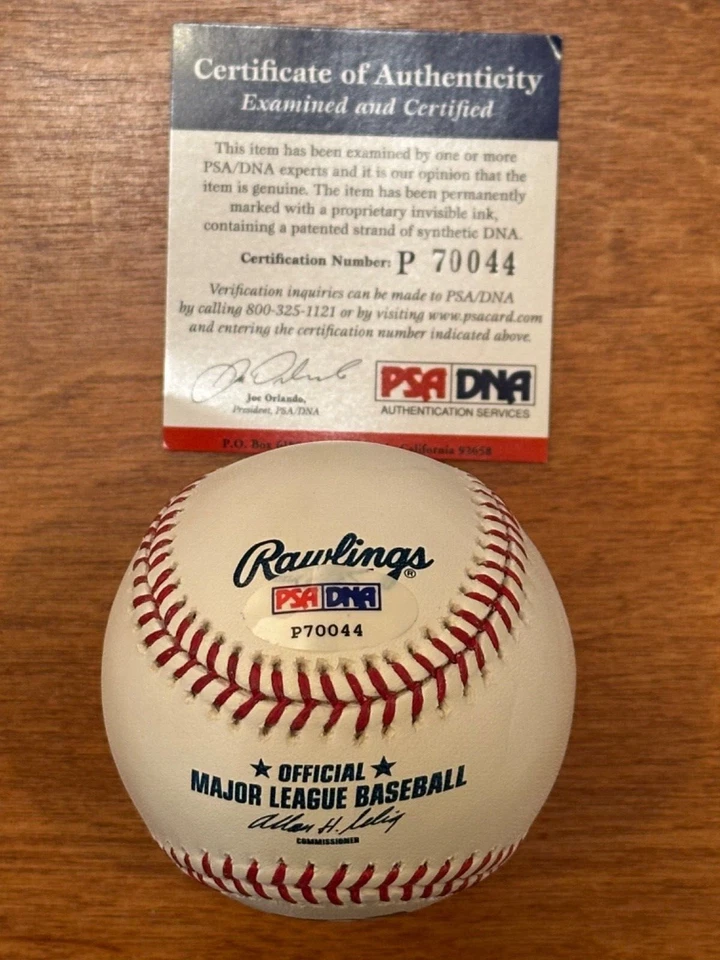 Certificate of Authenticity
Examined and Certified
This item has been examined by one or more
PSA/DNA experts and it is our opinion that the
item is genuine. The item has been permanently
marked with a proprietary invisible ink,
containing a patented strand of synthetic DNA.
Certification Number: P 70044
Verification inquiries can be made to PSA/DNA
by calling 800-325-1121 or by visiting www.psacard.com
and entering the certification number indicated above.
Joe Orlando,
President, PSA/DNA
PSA DNA
AUTHENTICATION SERVICES
P.O. Box California 92658
Rawlings®
PSA DNA
P70044
★ OFFICIAL ★
MAJOR LEAGUE BASEBALL
Allan H. Selig
COMMISSIONER